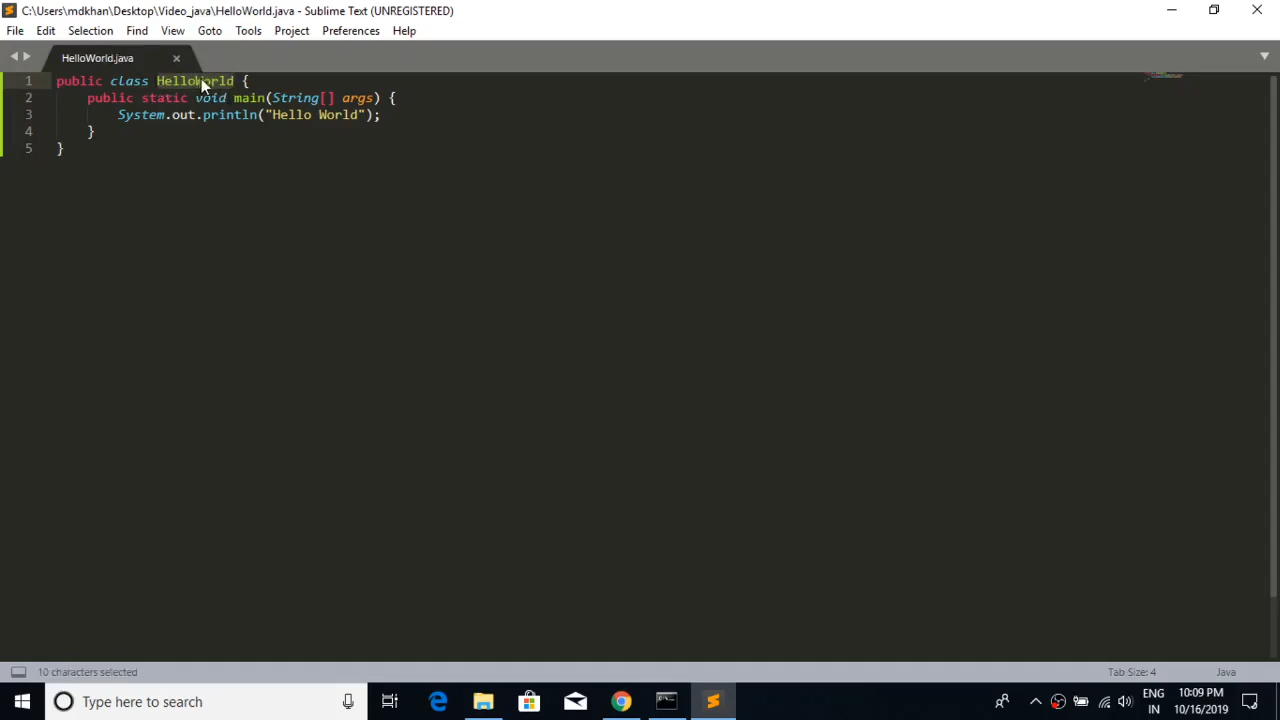 C:\Users\mdkhan\Desktop\Video_java\HelloWorld.java - Sublime Text (UNREGISTERED)
File Edit Selection Find View Goto Tools Project Preferences Help
HelloWorld.java
1 public class HelloWorld {
2 public static void main(String[] args) {
3 System.out.println("Hello World");
4 }
5 }
10 characters selected Tab Size: 4 Java
Type here to search
ENG
IN
10:09 PM
10/16/2019